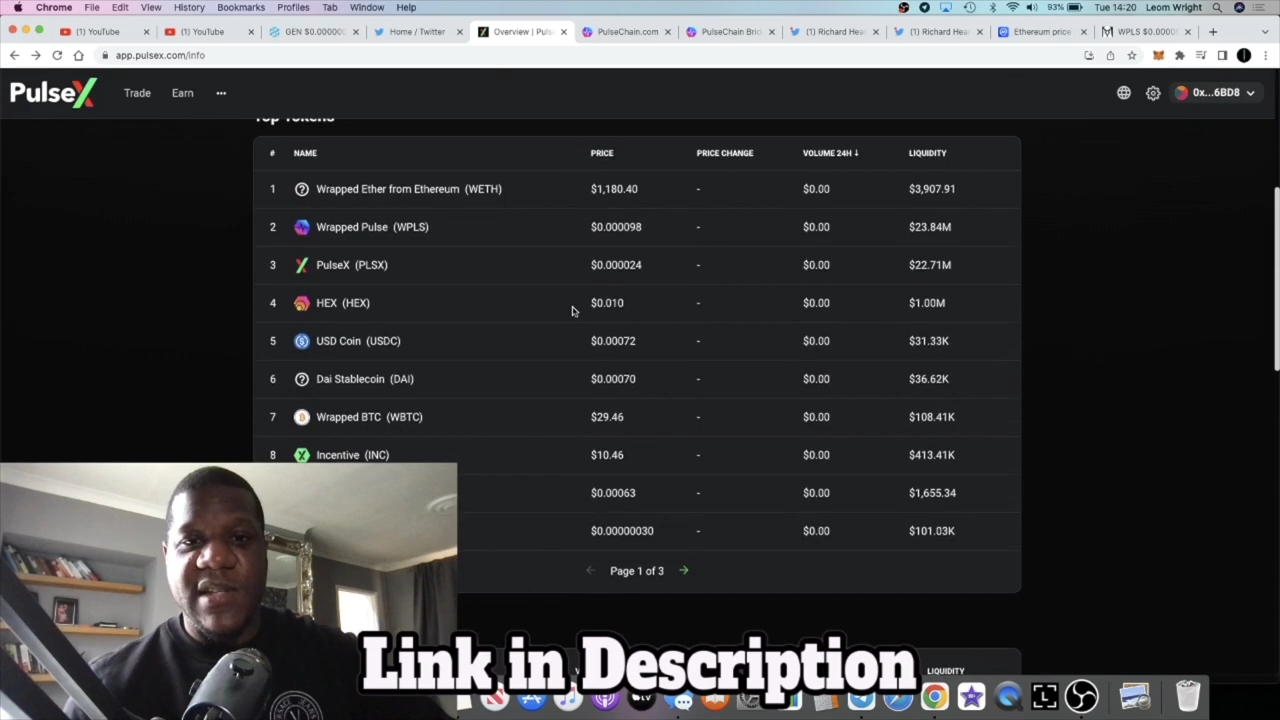 Chrome File Edit View History Bookmarks Profiles Tab Window Help 93% Tue 14:20 Leom Wright
(1) YouTube (1) YouTube GEN $0.00000 Home / Twitter Overview | Puls PulseChain.com PulseChain Bri (1) Richard Hea (1) Richard Hea Ethereum price WPLS $0.000
app.pulsex.com/info
PulseX Trade Earn ••• 0x...6BD8
Top Tokens
# NAME PRICE PRICE CHANGE VOLUME 24H ↓ LIQUIDITY
1 Wrapped Ether from Ethereum (WETH) $1,180.40 - $0.00 $3,907.91
2 Wrapped Pulse (WPLS) $0.000098 - $0.00 $23.84M
3 PulseX (PLSX) $0.000024 - $0.00 $22.71M
4 HEX (HEX) $0.010 - $0.00 $1.00M
5 USD Coin (USDC) $0.00072 - $0.00 $31.33K
6 Dai Stablecoin (DAI) $0.00070 - $0.00 $36.62K
7 Wrapped BTC (WBTC) $29.46 - $0.00 $108.41K
8 Incentive (INC) $10.46 - $0.00 $413.41K
$0.00063 - $0.00 $1,655.34
$0.00000030 - $0.00 $101.03K
← Page 1 of 3 →
Link in Description
LIQUIDITY